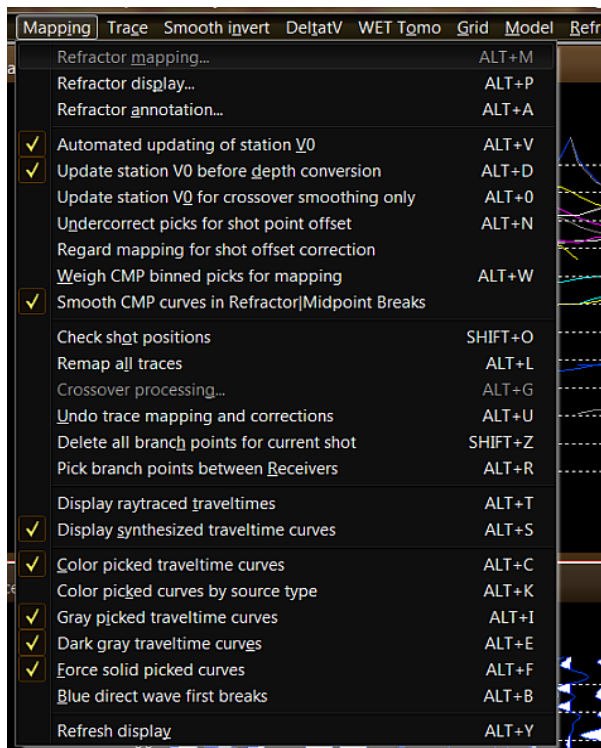 Mapping Trace Smooth invert DeltatV WET Tomo Grid Model Refr
Refractor mapping... ALT+M
Refractor display... ALT+P
Refractor annotation... ALT+A
Automated updating of station V0 ALT+V
Update station V0 before depth conversion ALT+D
Update station V0 for crossover smoothing only ALT+0
Undercorrect picks for shot point offset ALT+N
Regard mapping for shot offset correction
Weigh CMP binned picks for mapping ALT+W
Smooth CMP curves in Refractor|Midpoint Breaks
Check shot positions SHIFT+O
Remap all traces ALT+L
Crossover processing... ALT+G
Undo trace mapping and corrections ALT+U
Delete all branch points for current shot SHIFT+Z
Pick branch points between Receivers ALT+R
Display raytraced traveltimes ALT+T
Display synthesized traveltime curves ALT+S
Color picked traveltime curves ALT+C
Color picked curves by source type ALT+K
Gray picked traveltime curves ALT+I
Dark gray traveltime curves ALT+E
Force solid picked curves ALT+F
Blue direct wave first breaks ALT+B
Refresh display ALT+Y